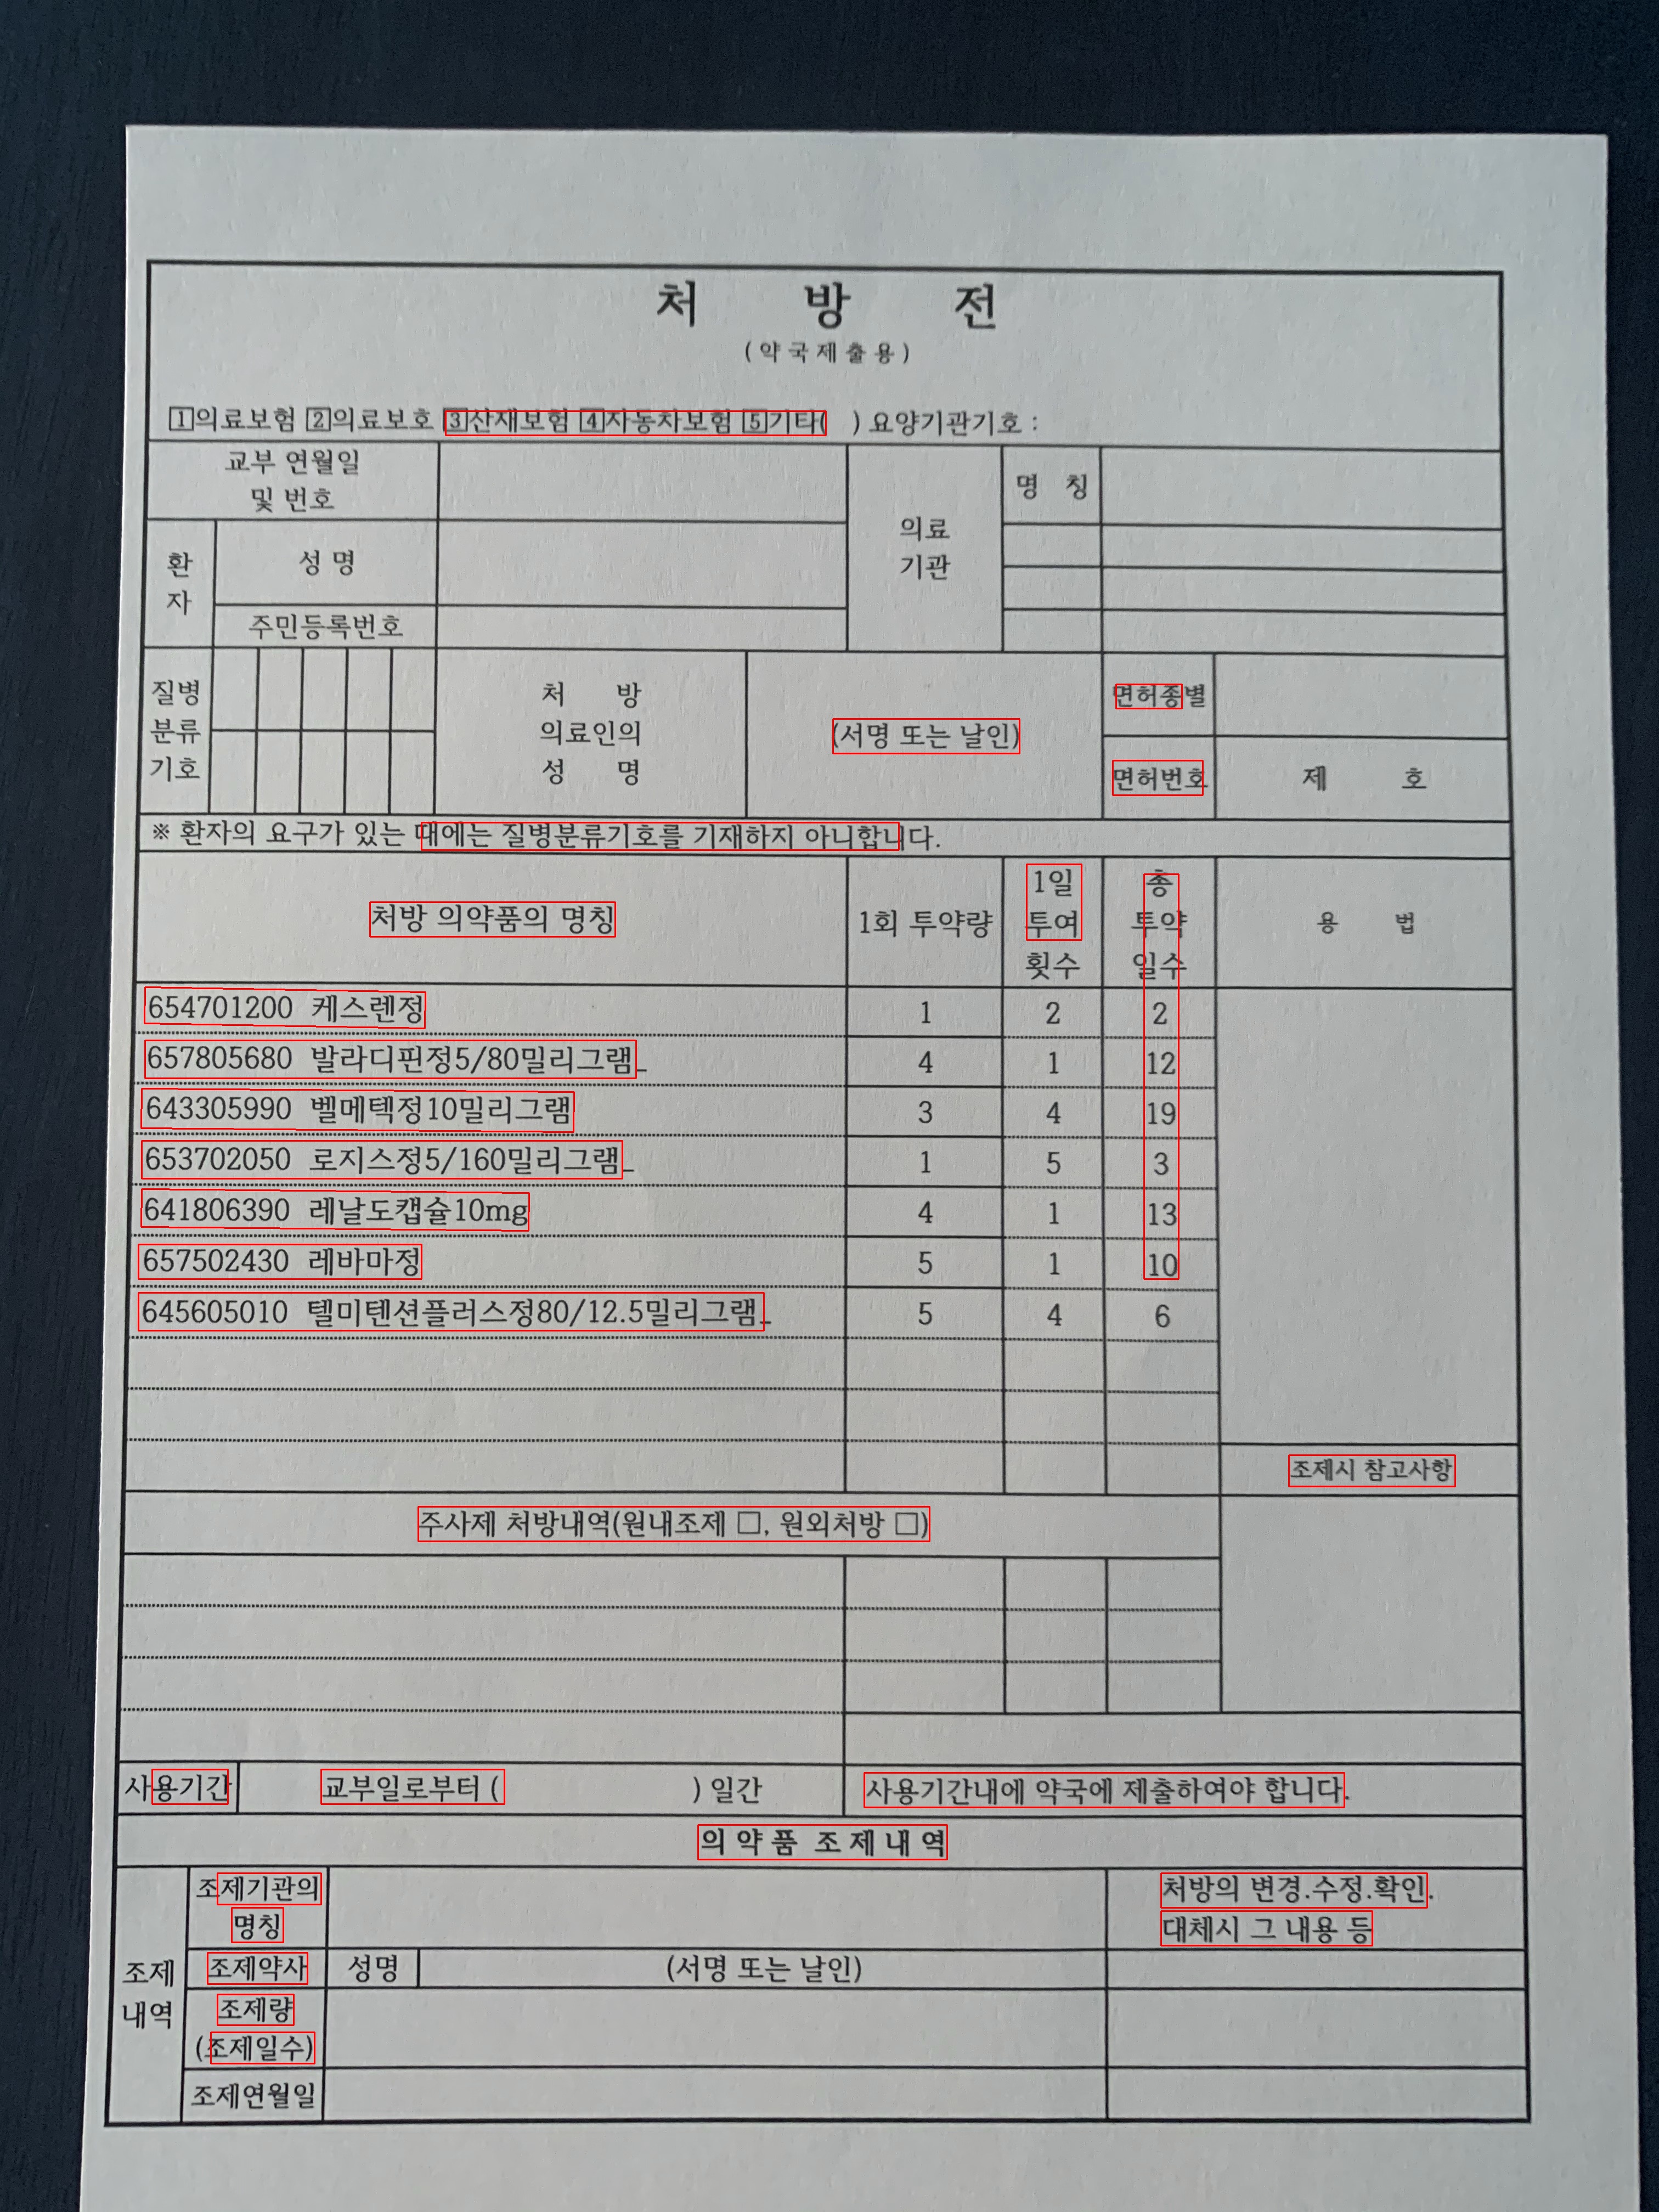 처 방 전
(약국제출용)
1의료보험 2의료보호 3산재보험 4자동차보험 5기타( ) 요양기관기호 :
교부 연월일
및 번호
의료
기관
명 칭
환
자
성 명
주민등록번호
질병
분류
기호
처 방
의료인의
성 명
(서명 또는 날인)
면허종별
면허번호
제 호
※ 환자의 요구가 있는 때에는 질병분류기호를 기재하지 아니합니다.
처방 의약품의 명칭
1회 투약량
1일
투여
횟수
총
투약
일수
용 법
654701200 케스렌정 1 2 2
657805680 발라디핀정5/80밀리그램_ 4 1 12
643305990 벨메텍정10밀리그램 3 4 19
653702050 로지스정5/160밀리그램_ 1 5 3
641806390 레날도캡슐10mg 4 1 13
657502430 레바마정 5 1 10
645605010 텔미텐션플러스정80/12.5밀리그램_ 5 4 6
조제시 참고사항
주사제 처방내역(원내조제 □, 원외처방 □)
사용기간
교부일로부터 ( ) 일간
사용기간내에 약국에 제출하여야 합니다.
의 약 품 조 제 내 역
조제
내역
조제기관의
명칭
처방의 변경.수정.확인.
대체시 그 내용 등
조제약사
성명
(서명 또는 날인)
조제량
(조제일수)
조제연월일